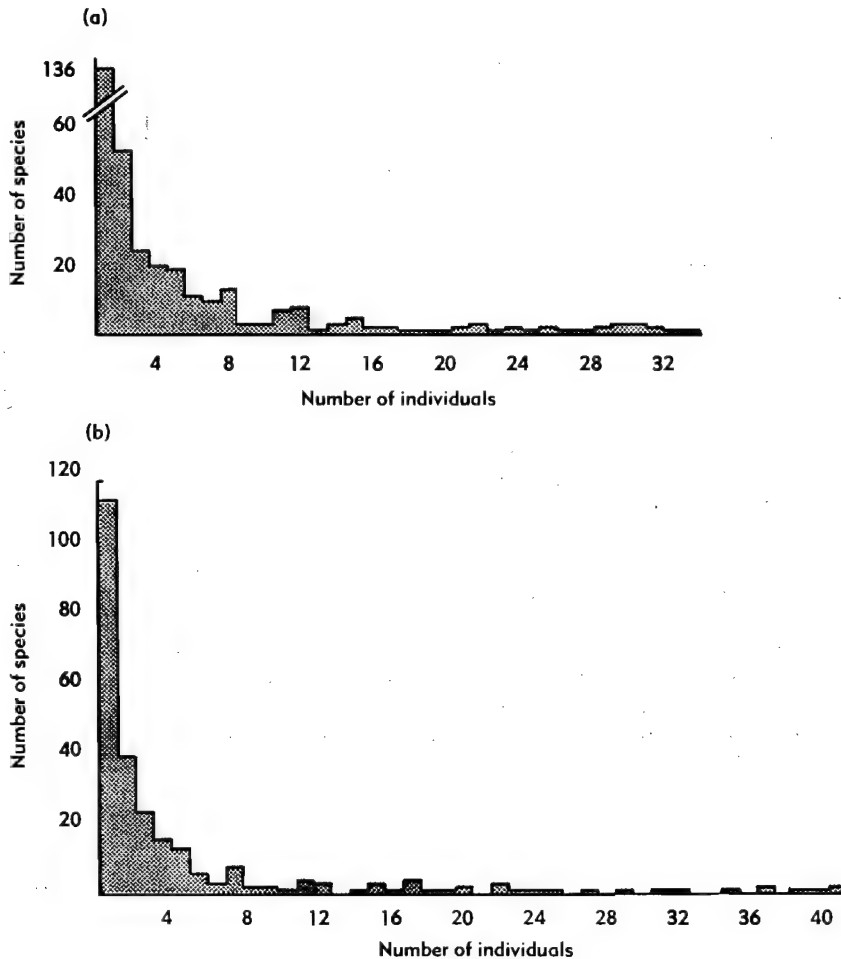 (a)
136
60
40
20
Number of species
4 8 12 16 20 24 28 32
Number of individuals
(b)
120
100
80
60
40
20
Number of species
4 8 12 16 20 24 28 32 36 40
Number of individuals